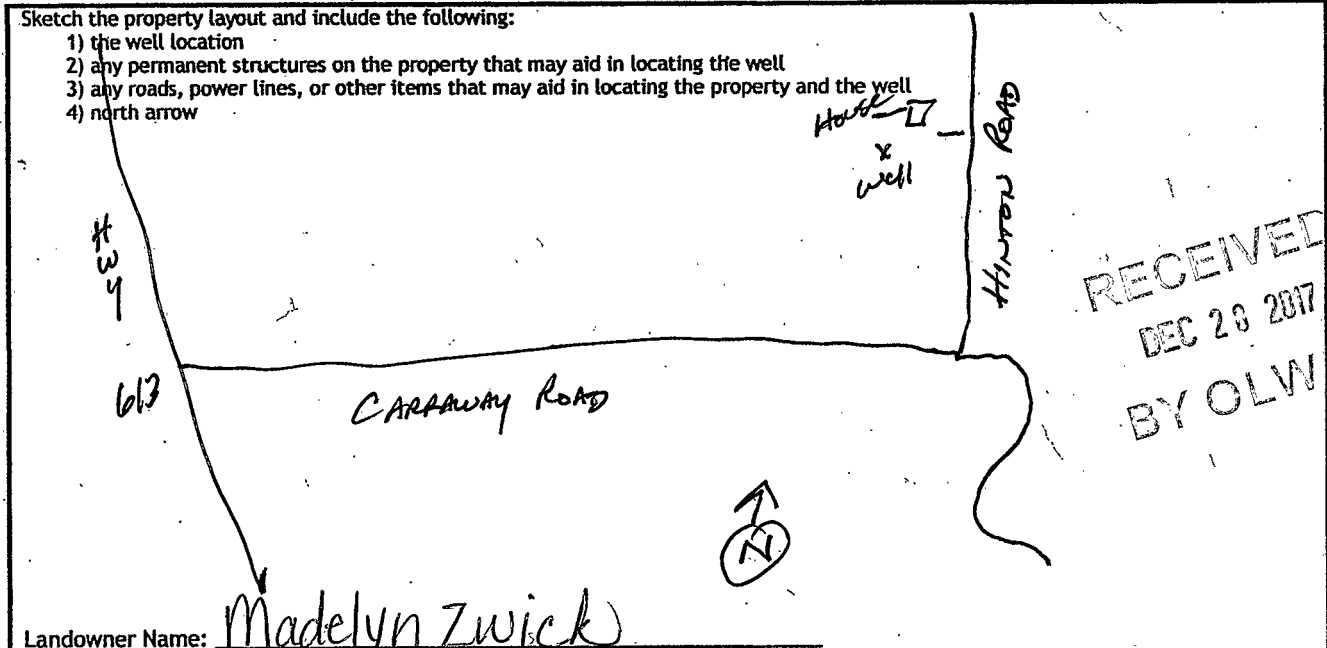 Sketch the property layout and include the following:
1) the well location
2) any permanent structures on the property that may aid in locating the well
3) any roads, power lines, or other items that may aid in locating the property and the well
4) north arrow
House
x
well
HINTON ROAD
HWY
613
CARRAWAY ROAD
N
RECEIVED
DEC 28 2017
BY OLW
Landowner Name: Madelyn Zwick